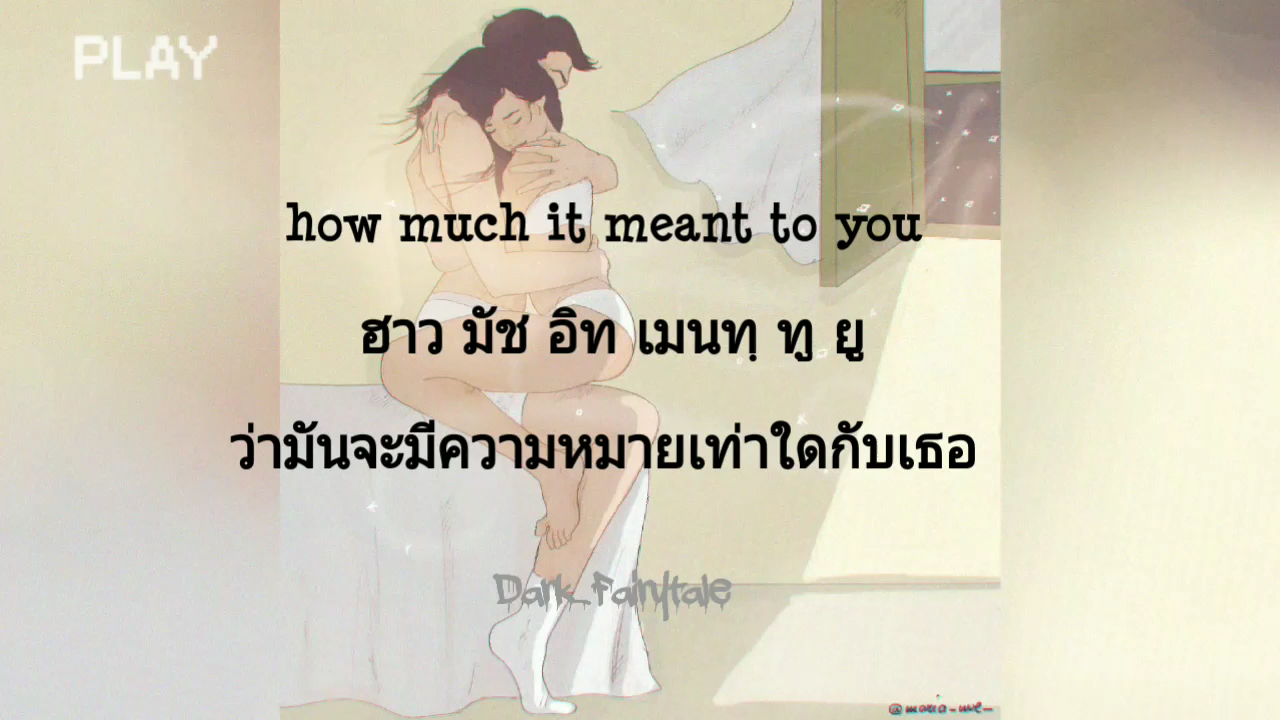 PLAY
how much it meant to you
ฮาว มัช อิท เมนทฺ ทู ยู
ว่ามันจะมีความหมายเท่าใดกับเธอ
Dark_Fairytale